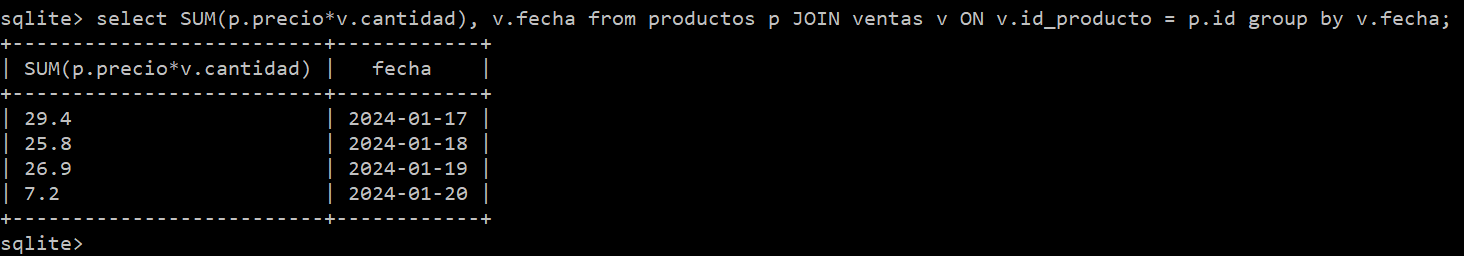 sqlite> select SUM(p.precio*v.cantidad), v.fecha from productos p JOIN ventas v ON v.id_producto = p.id group by v.fecha;
+--------------------------+------------+
| SUM(p.precio*v.cantidad) |   fecha    |
+--------------------------+------------+
| 29.4                     | 2024-01-17 |
| 25.8                     | 2024-01-18 |
| 26.9                     | 2024-01-19 |
| 7.2                      | 2024-01-20 |
+--------------------------+------------+
sqlite>